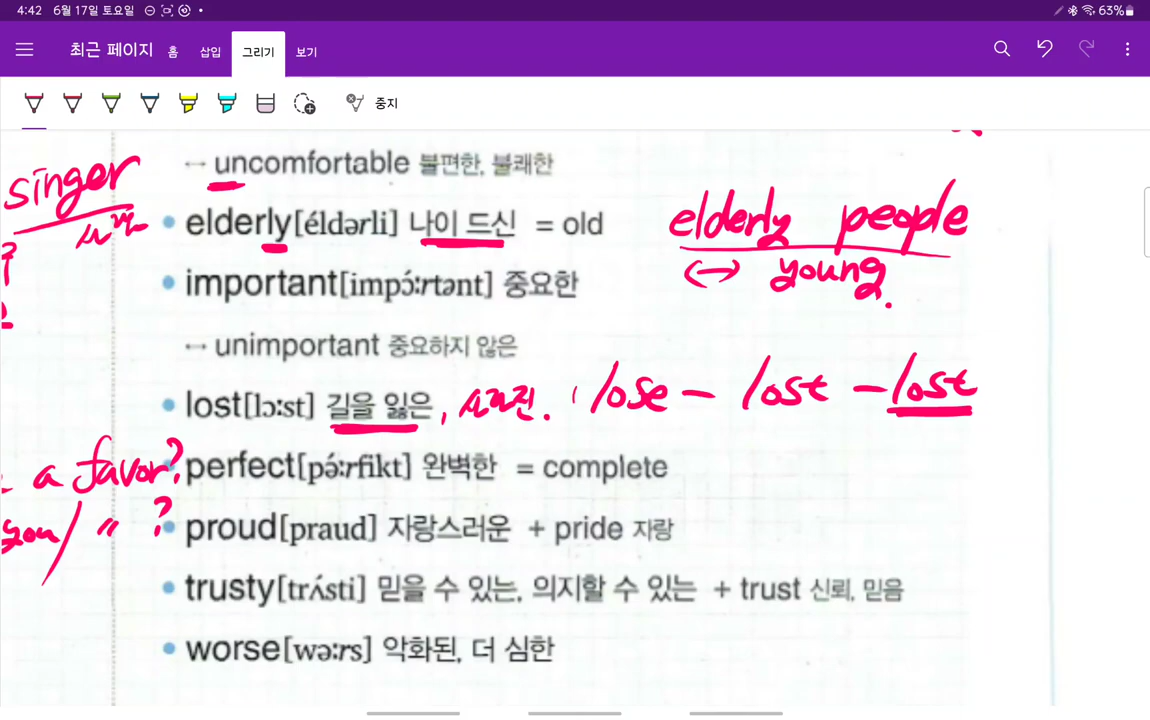 4:42 6월 17일 토요일 63%
최근 페이지 홈 삽입 그리기 보기
중지
↔ uncomfortable 불편한, 불쾌한
singer
elderly[éldərli] 나이 드신 = old
elderly people
↔ young.
important[impɔ́ːrtənt] 중요한
↔ unimportant 중요하지 않은
lost[lɔːst] 길을 잃은, 사라진. lose - lost - lost
a favor?
perfect[pə́ːrfikt] 완벽한 = complete
you / 〃 ?
proud[praud] 자랑스러운 + pride 자랑
trusty[trʌ́sti] 믿을 수 있는, 의지할 수 있는 + trust 신뢰, 믿음
worse[wəːrs] 악화된, 더 심한